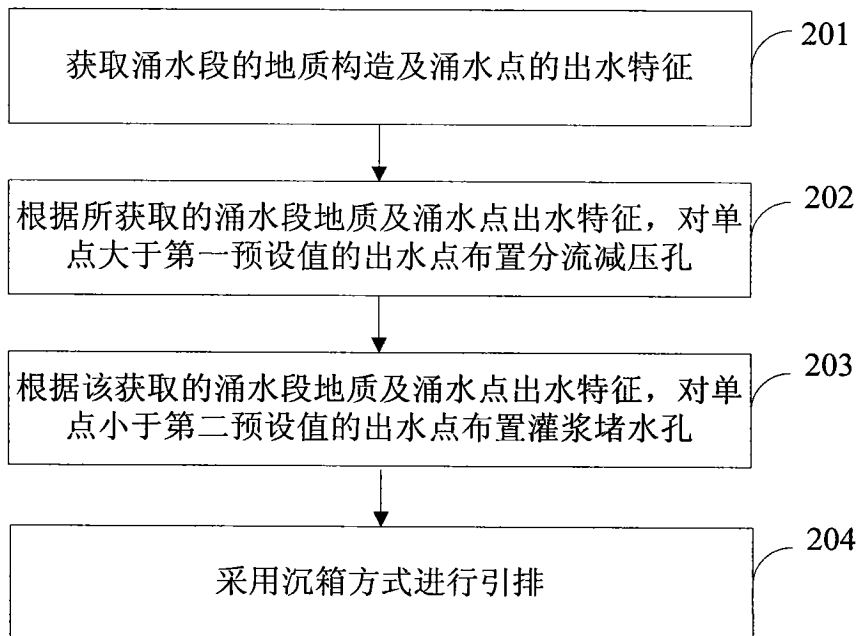 获取涌水段的地质构造及涌水点的出水特征
201
根据所获取的涌水段地质及涌水点出水特征，对单
点大于第一预设值的出水点布置分流减压孔
202
根据该获取的涌水段地质及涌水点出水特征，对单
点小于第二预设值的出水点布置灌浆堵水孔
203
采用沉箱方式进行引排
204